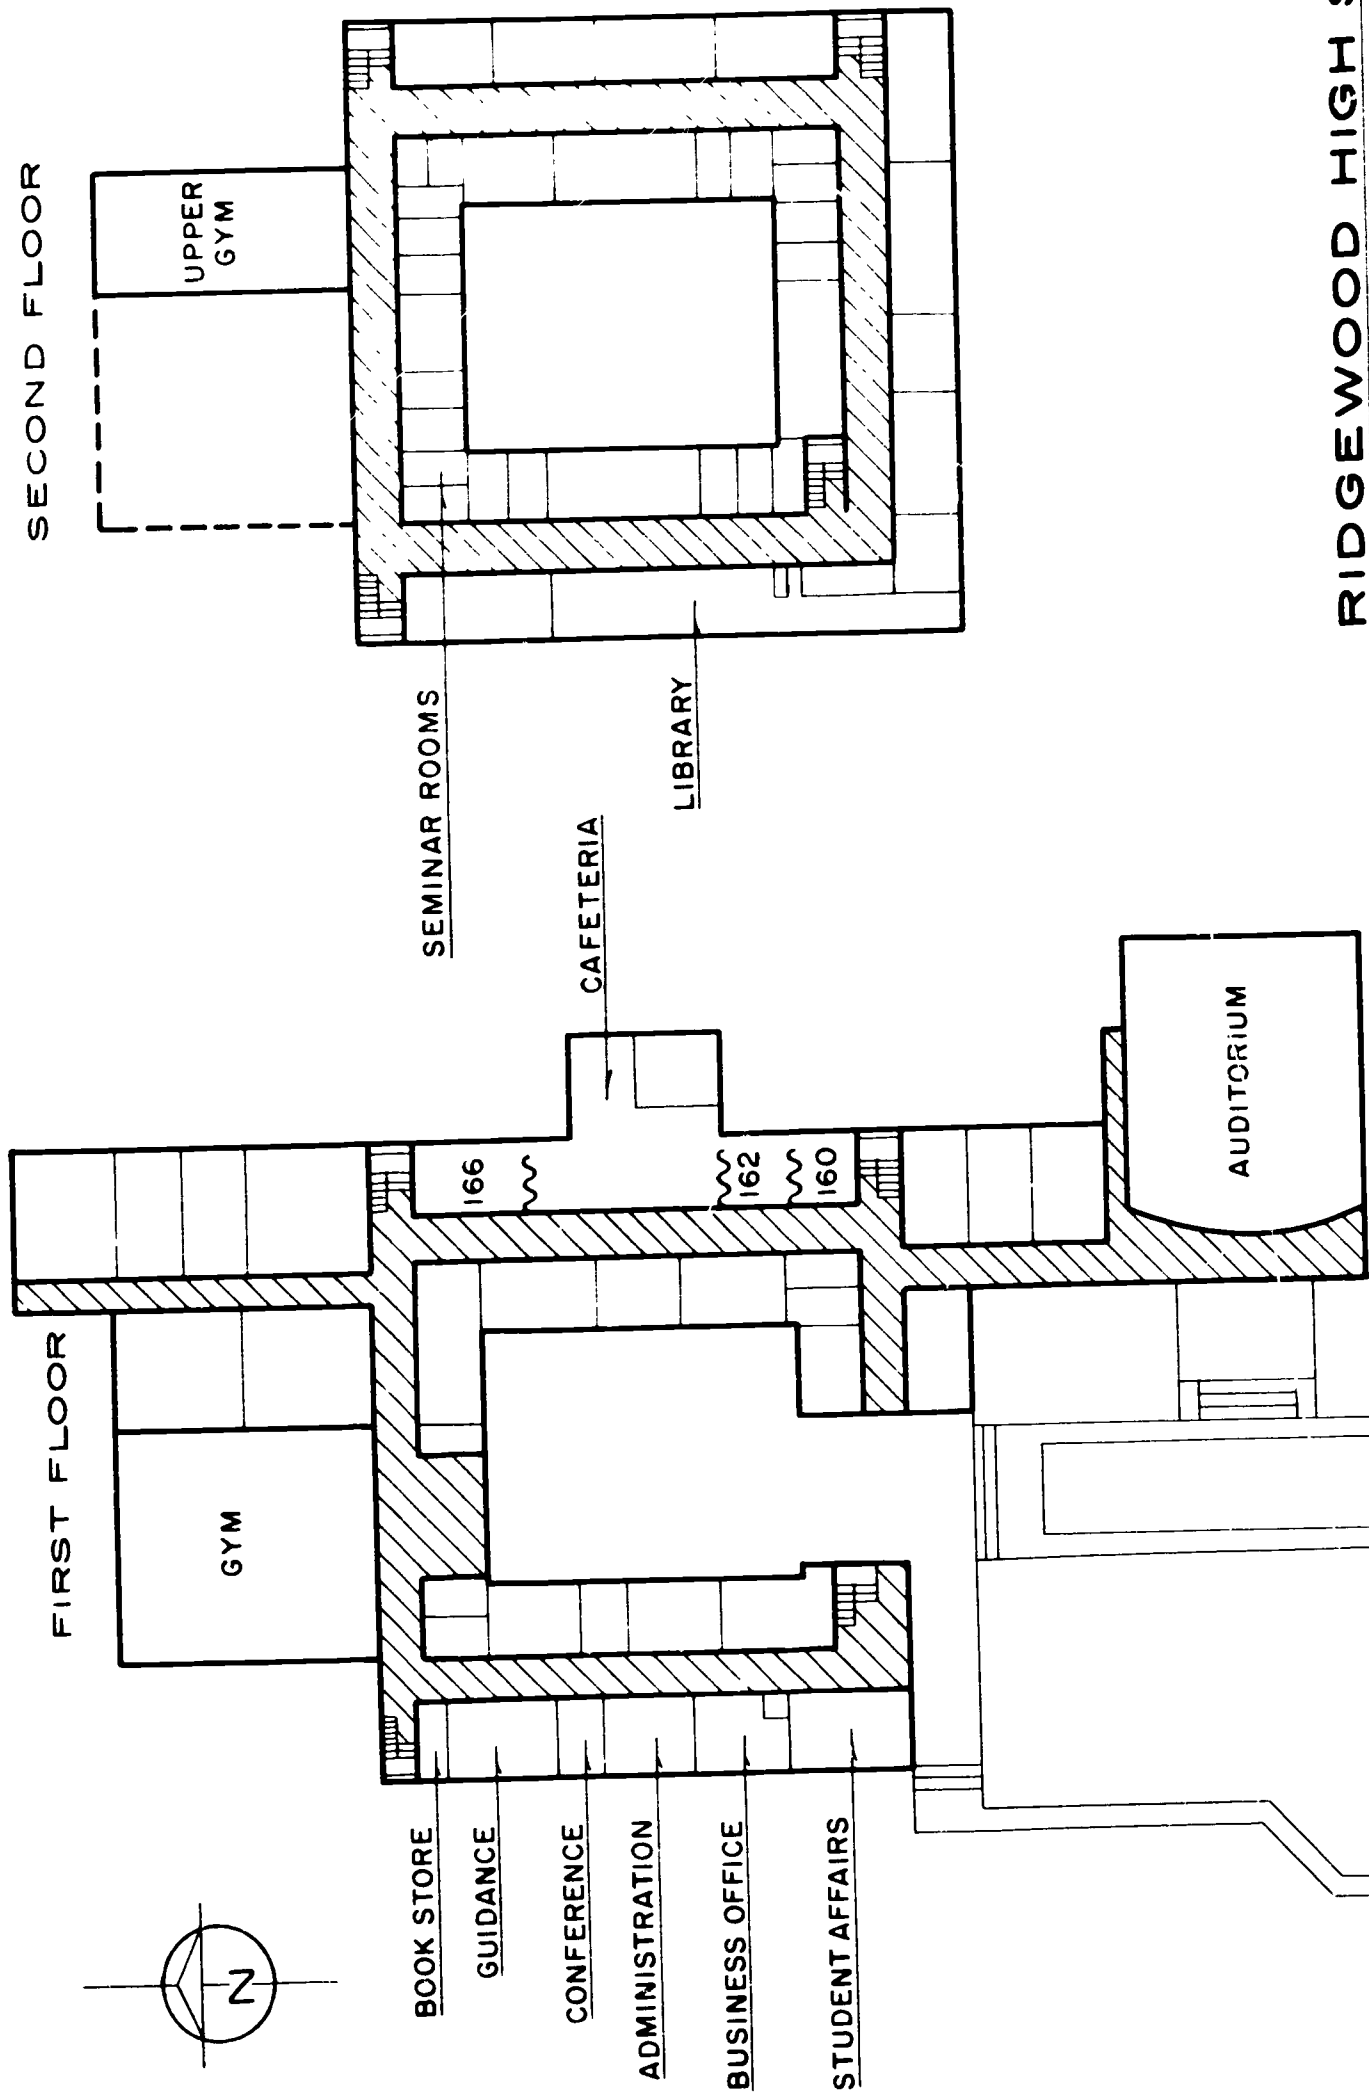 FIRST FLOOR
GYM
BOOK STORE
GUIDANCE
CONFERENCE
ADMINISTRATION
BUSINESS OFFICE
STUDENT AFFAIRS
166
162
160
CAFETERIA
AUDITORIUM
N
SECOND FLOOR
UPPER
GYM
SEMINAR ROOMS
LIBRARY
RIDGEWOOD HIGH S